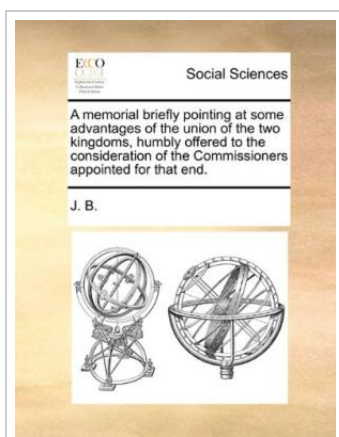 ECCO
Social Sciences
A memorial briefly pointing at some
advantages of the union of the two
kingdoms, humbly offered to the
consideration of the Commissioners
appointed for that end.
J. B.